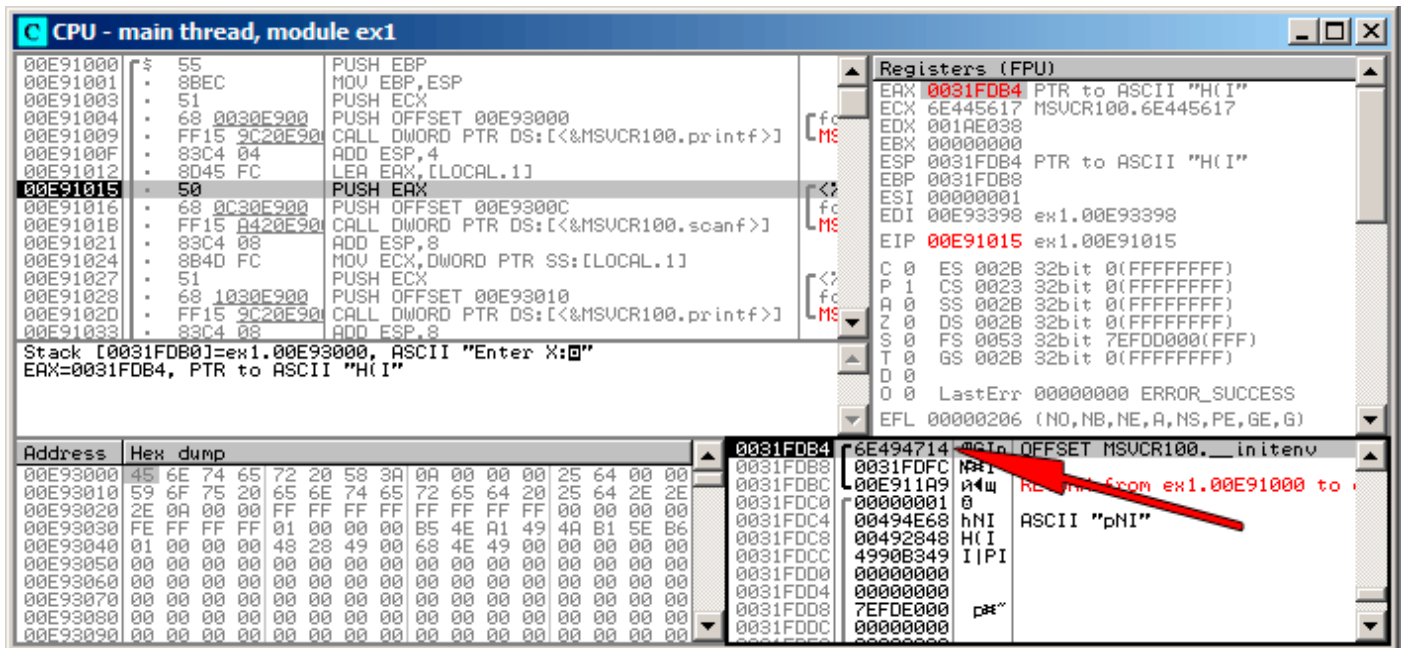 C CPU - main thread, module ex1
00E91000 $ 55 PUSH EBP
00E91001 . 8BEC MOV EBP,ESP
00E91003 . 51 PUSH ECX
00E91004 . 68 0030E900 PUSH OFFSET 00E93000
00E91009 . FF15 9C20E90 CALL DWORD PTR DS:[<&MSVCR100.printf>]
00E9100F . 83C4 04 ADD ESP,4
00E91012 . 8D45 FC LEA EAX,[LOCAL.1]
00E91015 . 50 PUSH EAX
00E91016 . 68 0C30E900 PUSH OFFSET 00E9300C
00E9101B . FF15 A420E90 CALL DWORD PTR DS:[<&MSVCR100.scanf>]
00E91021 . 83C4 08 ADD ESP,8
00E91024 . 8B4D FC MOV ECX,DWORD PTR SS:[LOCAL.1]
00E91027 . 51 PUSH ECX
00E91028 . 68 1030E900 PUSH OFFSET 00E93010
00E9102D . FF15 9C20E90 CALL DWORD PTR DS:[<&MSVCR100.printf>]
00E91033 . 83C4 08 ADD ESP,8
Stack [0031FDB0]=ex1.00E93000, ASCII "Enter X:"
EAX=0031FDB4, PTR to ASCII "H(I"
Registers (FPU)
EAX 0031FDB4 PTR to ASCII "H(I"
ECX 6E445617 MSVCR100.6E445617
EDX 001AE038
EBX 00000000
ESP 0031FDB4 PTR to ASCII "H(I"
EBP 0031FDB8
ESI 00000001
EDI 00E93398 ex1.00E93398
EIP 00E91015 ex1.00E91015
C 0 ES 002B 32bit 0(FFFFFFFF)
P 1 CS 0023 32bit 0(FFFFFFFF)
A 0 SS 002B 32bit 0(FFFFFFFF)
Z 0 DS 002B 32bit 0(FFFFFFFF)
S 0 FS 0053 32bit 7EFDD000(FFF)
T 0 GS 002B 32bit 0(FFFFFFFF)
D 0
O 0 LastErr 00000000 ERROR_SUCCESS
EFL 00000206 (NO,NB,NE,A,NS,PE,GE,G)
Address Hex dump
00E93000 45 6E 74 65 72 20 58 3A 0A 00 00 00 25 64 00 00
00E93010 59 6F 75 20 65 6E 74 65 72 65 64 20 25 64 2E 2E
00E93020 2E 0A 00 00 FF FF FF FF FF FF FF FF 00 00 00 00
00E93030 FE FF FF FF 01 00 00 00 B5 4E A1 49 4A B1 5E B6
00E93040 01 00 00 00 48 28 49 00 68 4E 49 00 00 00 00 00
00E93050 00 00 00 00 00 00 00 00 00 00 00 00 00 00 00 00
00E93060 00 00 00 00 00 00 00 00 00 00 00 00 00 00 00 00
00E93070 00 00 00 00 00 00 00 00 00 00 00 00 00 00 00 00
00E93080 00 00 00 00 00 00 00 00 00 00 00 00 00 00 00 00
00E93090 00 00 00 00 00 00 00 00 00 00 00 00 00 00 00 00
0031FDB4 6E494714 OFFSET MSVCR100.__initenv
0031FDB8 0031FDFC
0031FDBC 00E911A9 from ex1.00E91000 to
0031FDC0 00000001
0031FDC4 00494E68 hNI ASCII "pNI"
0031FDC8 00492848 H(I
0031FDCC 4990B349 I|PI
0031FDD0 00000000
0031FDD4 00000000
0031FDD8 7EFDE000
0031FDDC 00000000